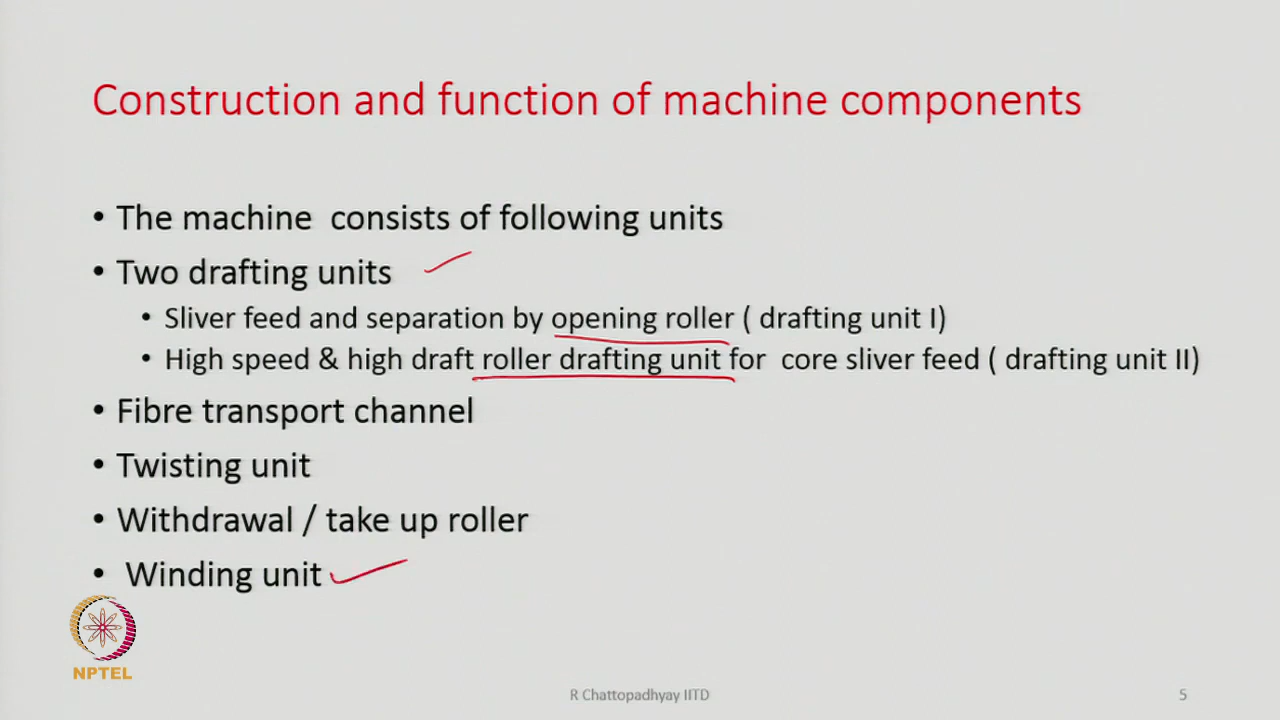 Construction and function of machine components
• The machine consists of following units
• Two drafting units
• Sliver feed and separation by opening roller ( drafting unit I)
• High speed & high draft roller drafting unit for core sliver feed ( drafting unit II)
• Fibre transport channel
• Twisting unit
• Withdrawal / take up roller
• Winding unit
NPTEL
R Chattopadhyay IITD
5